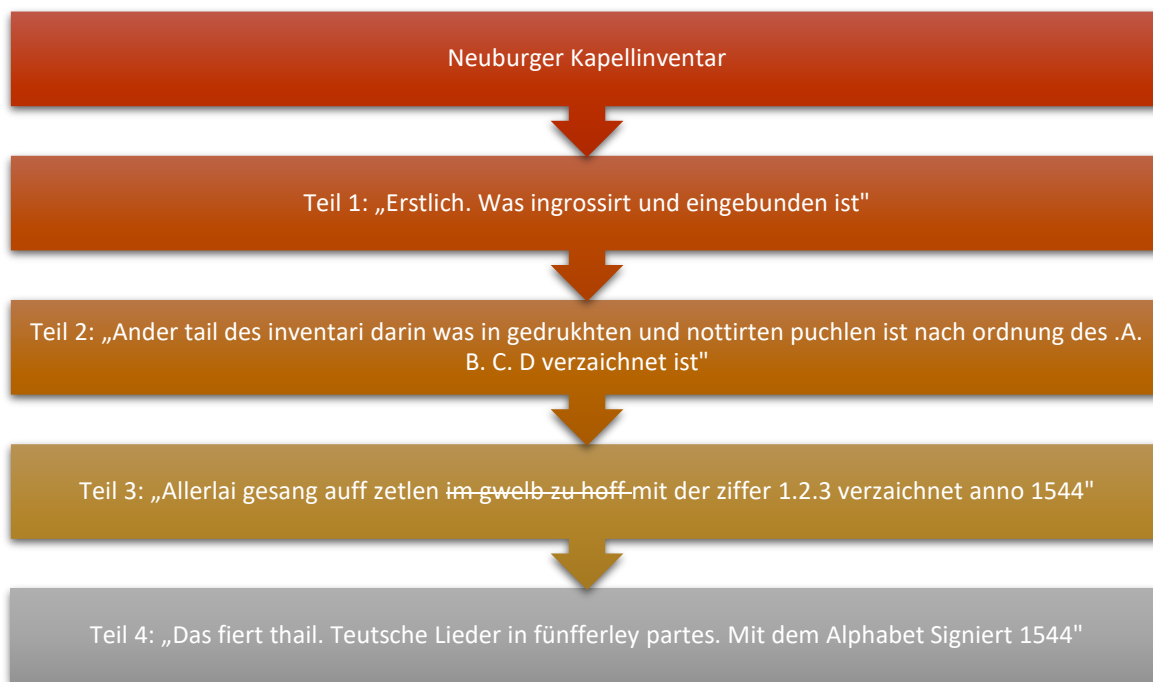 Neuburger Kapellinventar
Teil 1: „Erstlich. Was ingrossirt und eingebunden ist"
Teil 2: „Ander tail des inventari darin was in gedrukhten und nottirten puchlen ist nach ordnung des .A.
B. C. D verzaichnet ist"
Teil 3: „Allerlai gesang auff zetlen im gwelb zu hoff mit der ziffer 1.2.3 verzaichnet anno 1544"
Teil 4: „Das fiert thail. Teutsche Lieder in fünfferley partes. Mit dem Alphabet Signiert 1544"